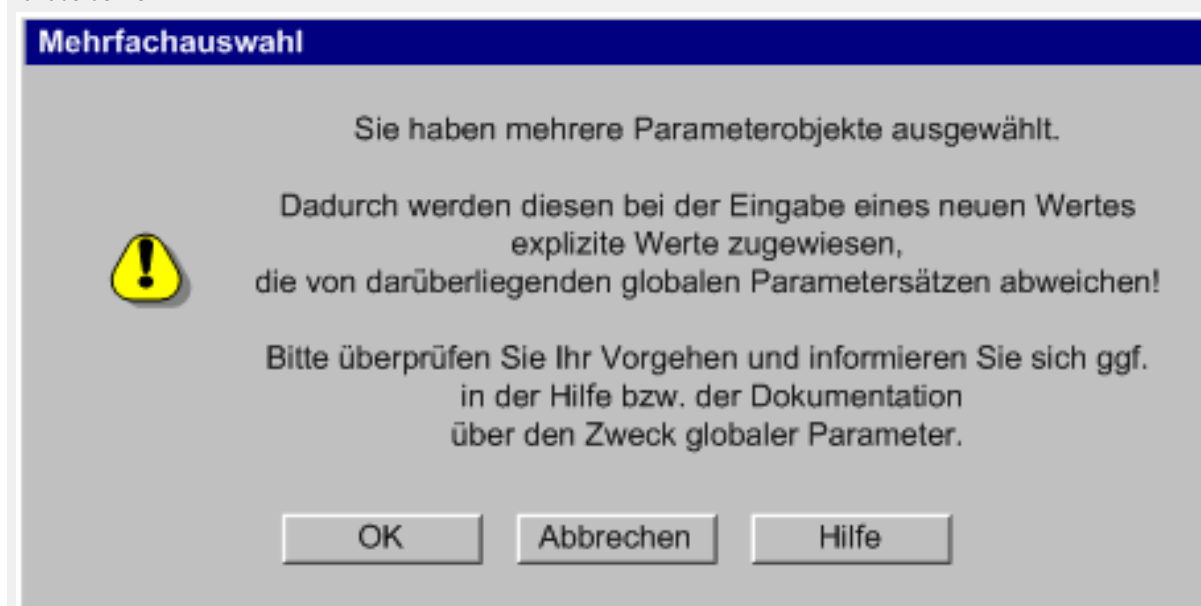 Mehrfachauswahl
Sie haben mehrere Parameterobjekte ausgewählt.
Dadurch werden diesen bei der Eingabe eines neuen Wertes
explizite Werte zugewiesen,
die von darüberliegenden globalen Parametersätzen abweichen!
Bitte überprüfen Sie Ihr Vorgehen und informieren Sie sich ggf.
in der Hilfe bzw. der Dokumentation
über den Zweck globaler Parameter.
OK
Abbrechen
Hilfe